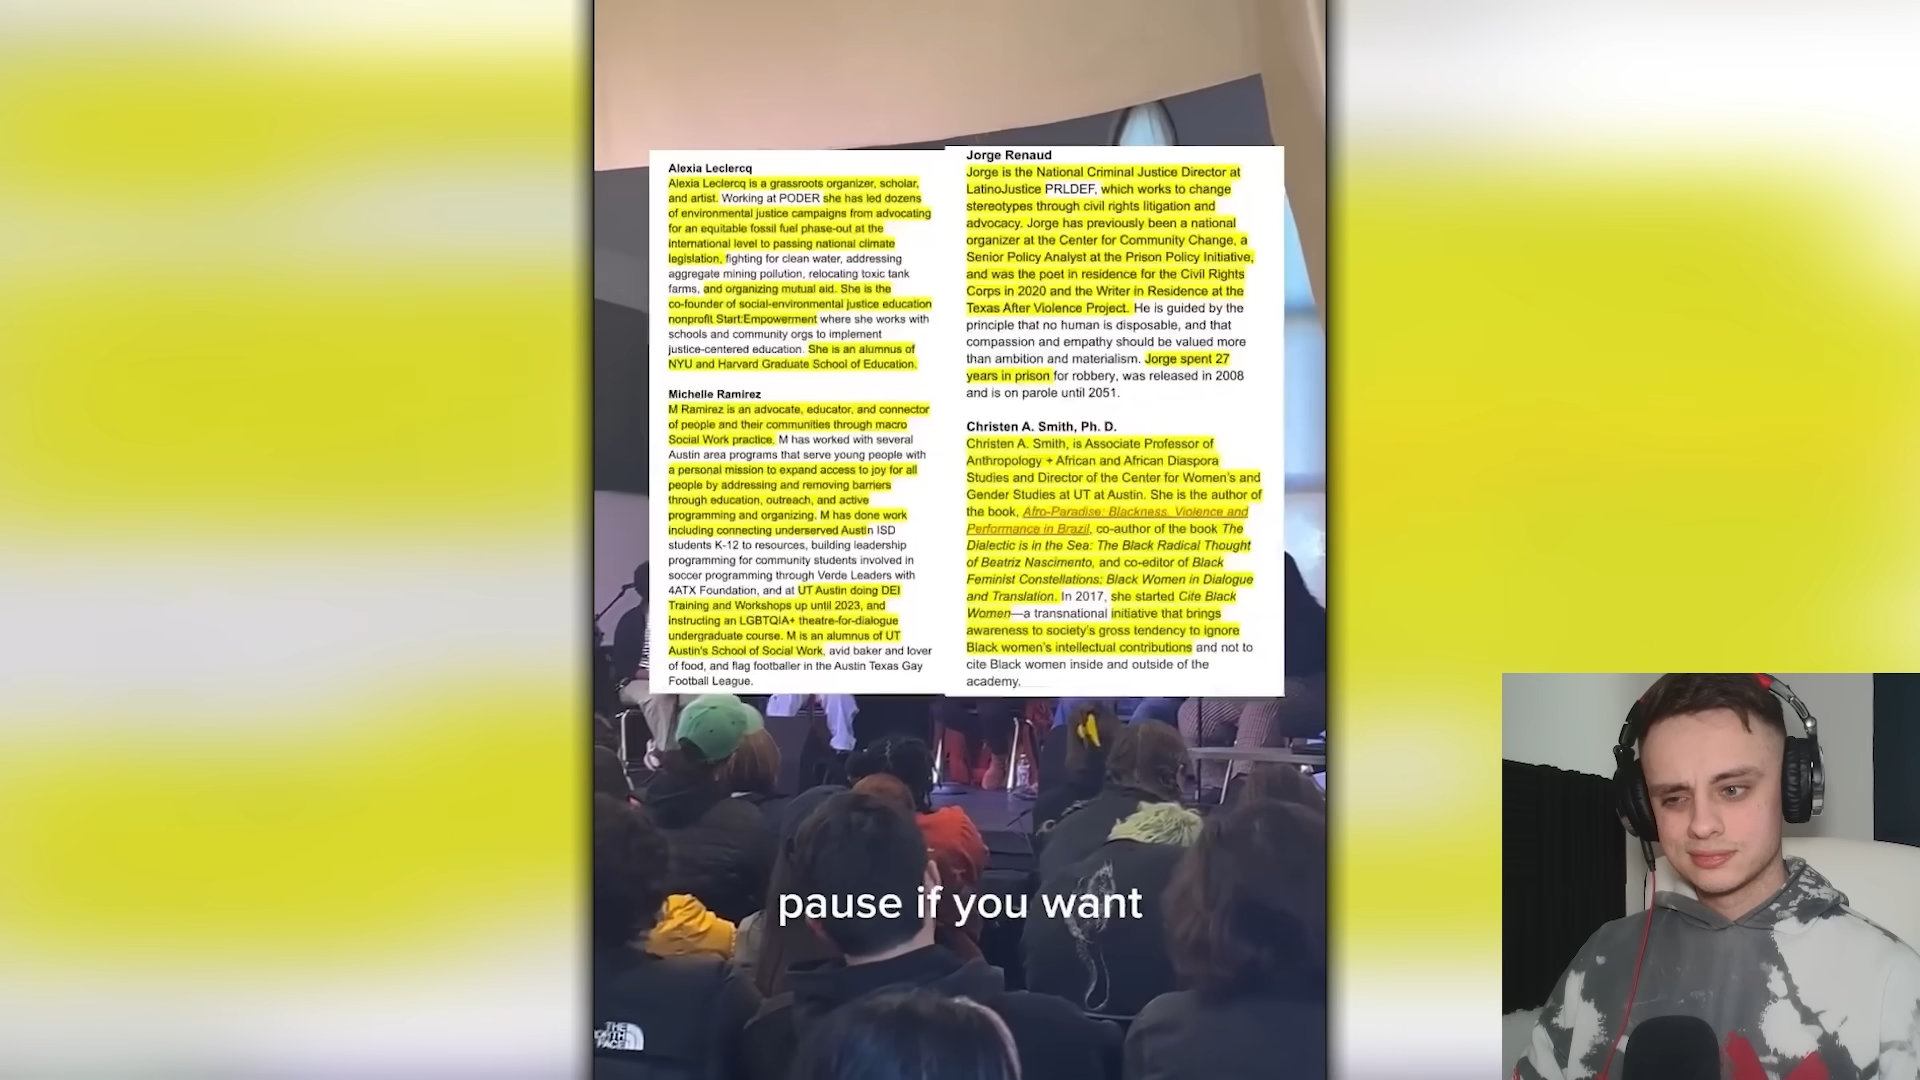 Alexia Leclercq
Alexia Leclercq is a grassroots organizer, scholar,
and artist. Working at PODER she has led dozens
of environmental justice campaigns from advocating
for an equitable fossil fuel phase-out at the
international level to passing national climate
legislation, fighting for clean water, addressing
aggregate mining pollution, relocating toxic tank
farms, and organizing mutual aid. She is the
co-founder of social-environmental justice education
nonprofit Start:Empowerment where she works with
schools and community orgs to implement
justice-centered education. She is an alumnus of
NYU and Harvard Graduate School of Education.
Michelle Ramirez
M Ramirez is an advocate, educator, and connector
of people and their communities through macro
Social Work practice. M has worked with several
Austin area programs that serve young people with
a personal mission to expand access to joy for all
people by addressing and removing barriers
through education, outreach, and active
programming and organizing. M has done work
including connecting underserved Austin ISD
students K-12 to resources, building leadership
programming for community students involved in
soccer programming through Verde Leaders with
4ATX Foundation, and at UT Austin doing DEI
Training and Workshops up until 2023, and
instructing an LGBTQIA+ theatre-for-dialogue
undergraduate course. M is an alumnus of UT
Austin's School of Social Work, avid baker and lover
of food, and flag footballer in the Austin Texas Gay
Football League.
Jorge Renaud
Jorge is the National Criminal Justice Director at
LatinoJustice PRLDEF, which works to change
stereotypes through civil rights litigation and
advocacy. Jorge has previously been a national
organizer at the Center for Community Change, a
Senior Policy Analyst at the Prison Policy Initiative,
and was the poet in residence for the Civil Rights
Corps in 2020 and the Writer in Residence at the
Texas After Violence Project. He is guided by the
principle that no human is disposable, and that
compassion and empathy should be valued more
than ambition and materialism. Jorge spent 27
years in prison for robbery, was released in 2008
and is on parole until 2051.
Christen A. Smith, Ph. D.
Christen A. Smith, is Associate Professor of
Anthropology + African and African Diaspora
Studies and Director of the Center for Women's and
Gender Studies at UT at Austin. She is the author of
the book, Afro-Paradise: Blackness, Violence and
Performance in Brazil, co-author of the book The
Dialectic is in the Sea: The Black Radical Thought
of Beatriz Nascimento, and co-editor of Black
Feminist Constellations: Black Women in Dialogue
and Translation. In 2017, she started Cite Black
Women—a transnational initiative that brings
awareness to society's gross tendency to ignore
Black women's intellectual contributions and not to
cite Black women inside and outside of the
academy.
pause if you want
THE
NORTH
FACE